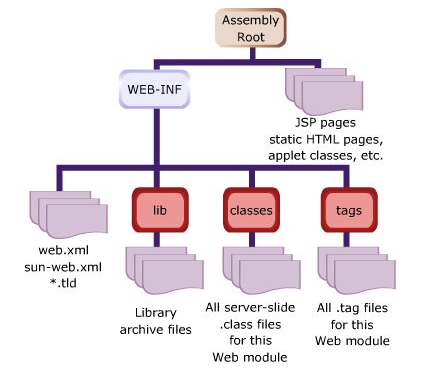 Assembly
Root
WEB-INF
JSP pages
static HTML pages,
applet classes, etc.
lib
classes
tags
web.xml
sun-web.xml
*.tld
Library
archive files
All server-slide
.class files
for this
Web module
All .tag files
for this
Web module